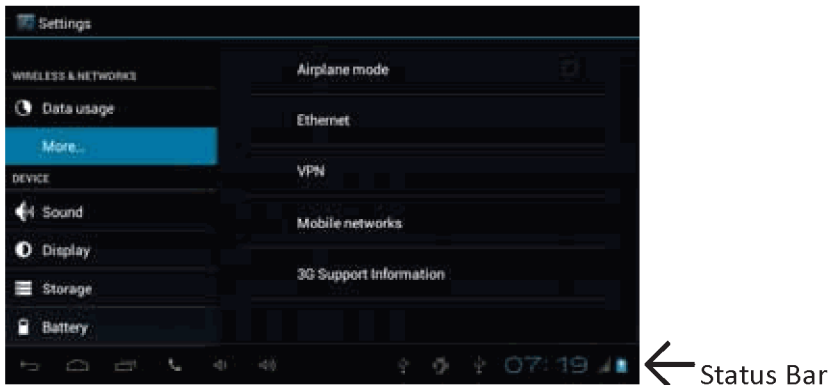 Settings
WIRELESS & NETWORKS
Data usage
More...
DEVICE
Sound
Display
Storage
Battery
Airplane mode
Ethernet
VPN
Mobile networks
3G Support Information
07:19
Status Bar